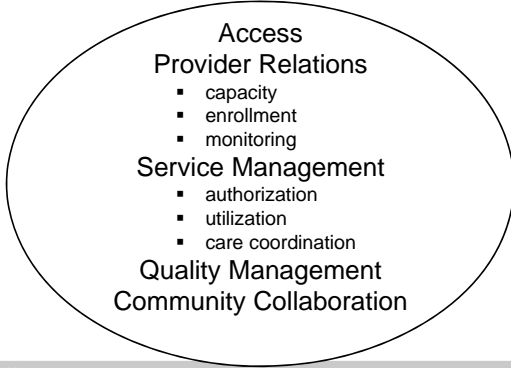 Access
Provider Relations
▪ capacity
▪ enrollment
▪ monitoring
Service Management
▪ authorization
▪ utilization
▪ care coordination
Quality Management
Community Collaboration